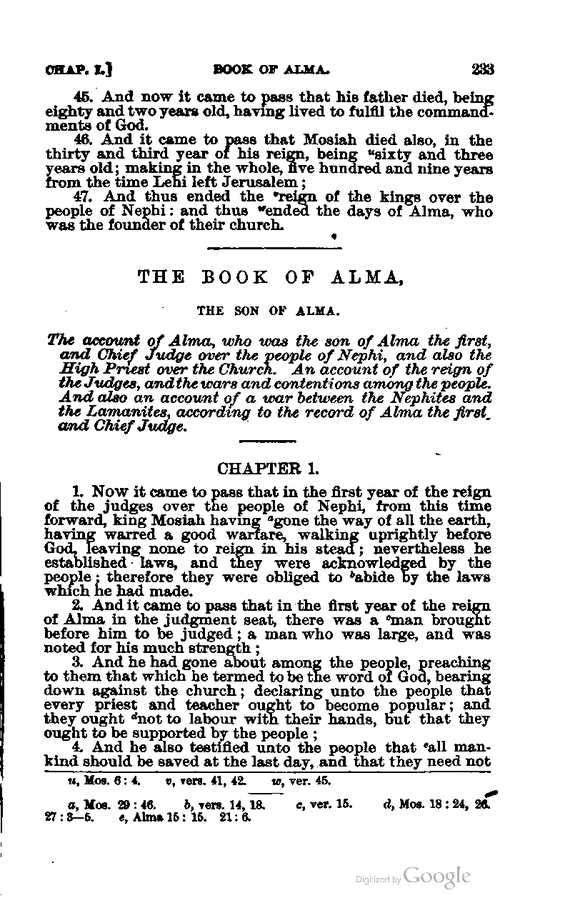 CHAP. I.] BOOK OF ALMA. 233
45. And now it came to pass that his father died, being
eighty and two years old, having lived to fulfil the command-
ments of God.
46. And it came to pass that Mosiah died also, in the
thirty and third year of his reign, being ᵘsixty and three
years old; making in the whole, five hundred and nine years
from the time Lehi left Jerusalem;
47. And thus ended the ᵛreign of the kings over the
people of Nephi: and thus ʷended the days of Alma, who
was the founder of their church.
THE BOOK OF ALMA,
THE SON OF ALMA.
The account of Alma, who was the son of Alma the first,
and Chief Judge over the people of Nephi, and also the
High Priest over the Church. An account of the reign of
the Judges, and the wars and contentions among the people.
And also an account of a war between the Nephites and
the Lamanites, according to the record of Alma the first
and Chief Judge.
CHAPTER 1.
1. Now it came to pass that in the first year of the reign
of the judges over the people of Nephi, from this time
forward, king Mosiah having ᵃgone the way of all the earth,
having warred a good warfare, walking uprightly before
God, leaving none to reign in his stead; nevertheless he
established laws, and they were acknowledged by the
people; therefore they were obliged to ᵇabide by the laws
which he had made.
2. And it came to pass that in the first year of the reign
of Alma in the judgment seat, there was a ᶜman brought
before him to be judged; a man who was large, and was
noted for his much strength;
3. And he had gone about among the people, preaching
to them that which he termed to be the word of God, bearing
down against the church; declaring unto the people that
every priest and teacher ought to become popular; and
they ought ᵈnot to labour with their hands, but that they
ought to be supported by the people;
4. And he also testified unto the people that ᵉall man-
kind should be saved at the last day, and that they need not
u, Mos. 6: 4. v, vers. 41, 42. w, ver. 45.
a, Mos. 29: 46. b, vers. 14, 18. c, ver. 15. d, Mos. 18: 24, 26.
27: 3—5. e, Alma 15: 15. 21: 6.
Digitized by Google